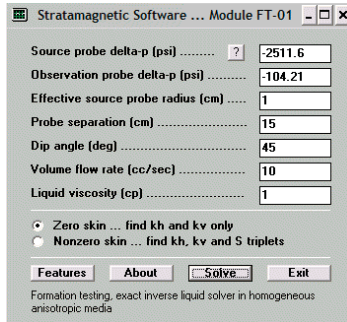 Stratamagnetic Software ... Module FT-01
Source probe delta-p (psi) .......... ? -2511.6
Observation probe delta-p (psi) ...... -104.21
Effective source probe radius (cm) ..... 1
Probe separation (cm) ...................... 15
Dip angle (deg) ................................ 45
Volume flow rate (cc/sec) ............... 10
Liquid viscosity (cp) ........................ 1
Zero skin ... find kh and kv only
Nonzero skin ... find kh, kv and S triplets
Features About Solve Exit
Formation testing, exact inverse liquid solver in homogeneous
anisotropic media